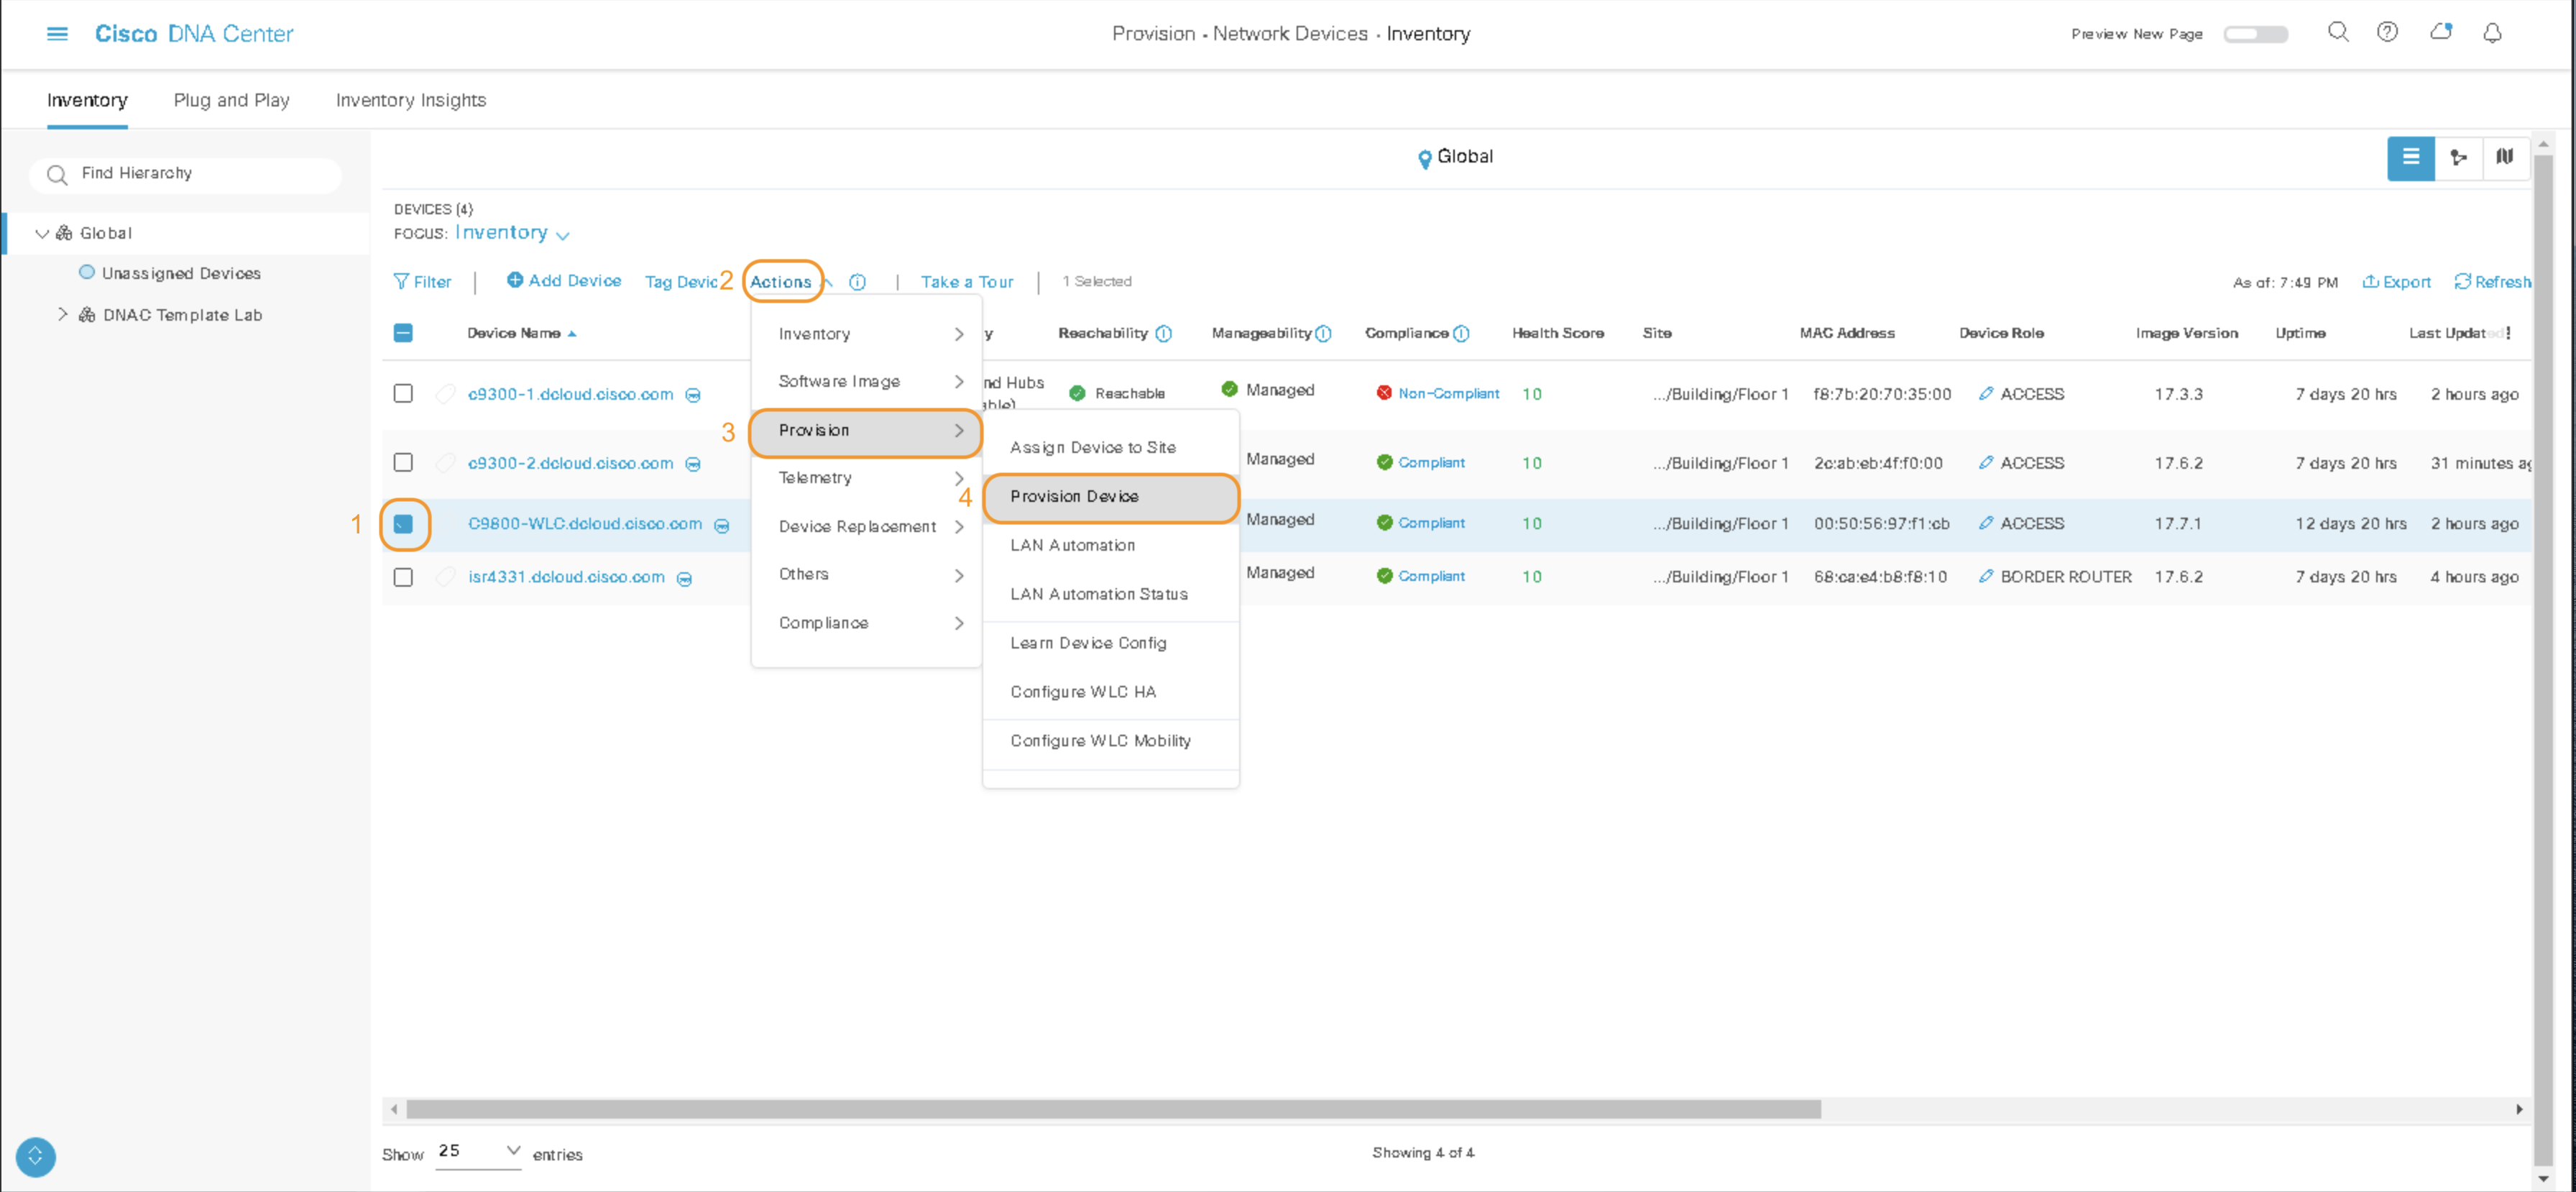 Cisco DNA Center
Provision · Network Devices · Inventory
Preview New Page
Inventory Plug and Play Inventory Insights
Find Hierarchy
Global
Unassigned Devices
DNAC Template Lab
Global
DEVICES (4)
FOCUS: Inventory
Filter | Add Device Tag Devic 2 Actions | Take a Tour | 1 Selected As of: 7:49 PM Export Refresh
Device Name y Reachability Manageability Compliance Health Score Site MAC Address Device Role Image Version Uptime Last Updated
c9300-1.dcloud.cisco.com nd Hubs able) Reachable Managed Non-Compliant 10 .../Building/Floor 1 f8:7b:20:70:35:00 ACCESS 17.3.3 7 days 20 hrs 2 hours ago
c9300-2.dcloud.cisco.com Managed Compliant 10 .../Building/Floor 1 2c:ab:eb:4f:f0:00 ACCESS 17.6.2 7 days 20 hrs 31 minutes ag
1 C9800-WLC.dcloud.cisco.com Managed Compliant 10 .../Building/Floor 1 00:50:56:97:f1:cb ACCESS 17.7.1 12 days 20 hrs 2 hours ago
isr4331.dcloud.cisco.com Managed Compliant 10 .../Building/Floor 1 68:ca:e4:b8:f8:10 BORDER ROUTER 17.6.2 7 days 20 hrs 4 hours ago
Inventory
Software Image
3 Provision
Telemetry
Device Replacement
Others
Compliance
Assign Device to Site
4 Provision Device
LAN Automation
LAN Automation Status
Learn Device Config
Configure WLC HA
Configure WLC Mobility
Show 25 entries
Showing 4 of 4